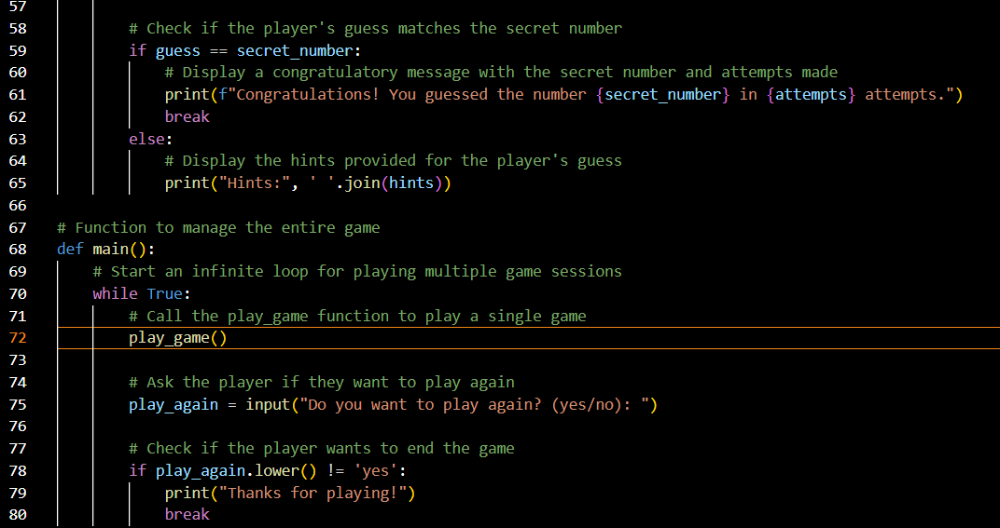 57
58 # Check if the player's guess matches the secret number
59 if guess == secret_number:
60 # Display a congratulatory message with the secret number and attempts made
61 print(f"Congratulations! You guessed the number {secret_number} in {attempts} attempts.")
62 break
63 else:
64 # Display the hints provided for the player's guess
65 print("Hints:", ' '.join(hints))
66
67 # Function to manage the entire game
68 def main():
69 # Start an infinite loop for playing multiple game sessions
70 while True:
71 # Call the play_game function to play a single game
72 play_game()
73
74 # Ask the player if they want to play again
75 play_again = input("Do you want to play again? (yes/no): ")
76
77 # Check if the player wants to end the game
78 if play_again.lower() != 'yes':
79 print("Thanks for playing!")
80 break